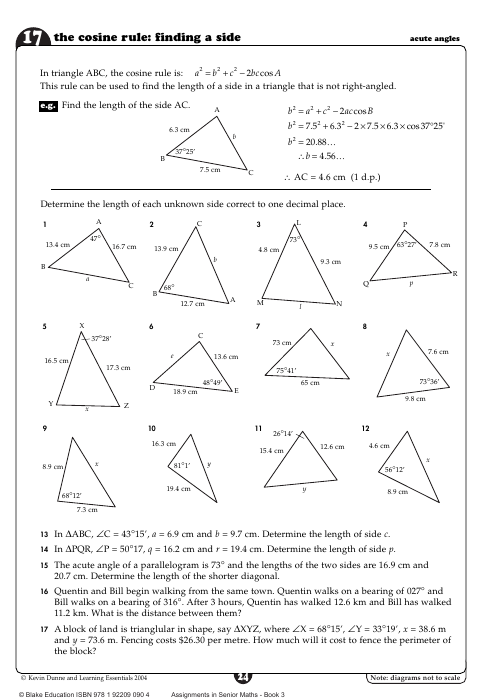 17 the cosine rule: finding a side acute angles
In triangle ABC, the cosine rule is: a² = b² + c² − 2bc cos A
This rule can be used to find the length of a side in a triangle that is not right-angled.
e.g. Find the length of the side AC.
A
6.3 cm
b
B
37°25'
7.5 cm
C
b² = a² + c² − 2ac cos B
b² = 7.5² + 6.3² − 2 × 7.5 × 6.3 × cos 37°25'
b² = 20.88…
∴ b = 4.56…
∴ AC = 4.6 cm (1 d.p.)
Determine the length of each unknown side correct to one decimal place.
1
A
47°
13.4 cm
16.7 cm
B
a
C
2
C
13.9 cm
b
68°
B
12.7 cm
A
3
L
73°
4.8 cm
9.3 cm
M
l
N
4
P
9.5 cm
63°27'
7.8 cm
R
Q
p
5
X
37°28'
16.5 cm
17.3 cm
Y
x
Z
6
C
e
13.6 cm
D
48°49'
18.9 cm
E
7
73 cm
x
75°41'
65 cm
8
x
7.6 cm
73°36'
9.8 cm
9
8.9 cm
x
68°12'
7.3 cm
10
16.3 cm
81°1'
y
19.4 cm
11
26°14'
15.4 cm
12.6 cm
y
12
4.6 cm
x
56°12'
8.9 cm
13 In ΔABC, ∠C = 43°15', a = 6.9 cm and b = 9.7 cm. Determine the length of side c.
14 In ΔPQR, ∠P = 50°17, q = 16.2 cm and r = 19.4 cm. Determine the length of side p.
15 The acute angle of a parallelogram is 73° and the lengths of the two sides are 16.9 cm and
20.7 cm. Determine the length of the shorter diagonal.
16 Quentin and Bill begin walking from the same town. Quentin walks on a bearing of 027° and
Bill walks on a bearing of 316°. After 3 hours, Quentin has walked 12.6 km and Bill has walked
11.2 km. What is the distance between them?
17 A block of land is triangular in shape, say ΔXYZ, where ∠X = 68°15', ∠Y = 33°19', x = 38.6 m
and y = 73.6 m. Fencing costs $26.30 per metre. How much will it cost to fence the perimeter of
the block?
© Kevin Dunne and Learning Essentials 2004
24
Note: diagrams not to scale
© Blake Education ISBN 978 1 92209 090 4 Assignments in Senior Maths - Book 3